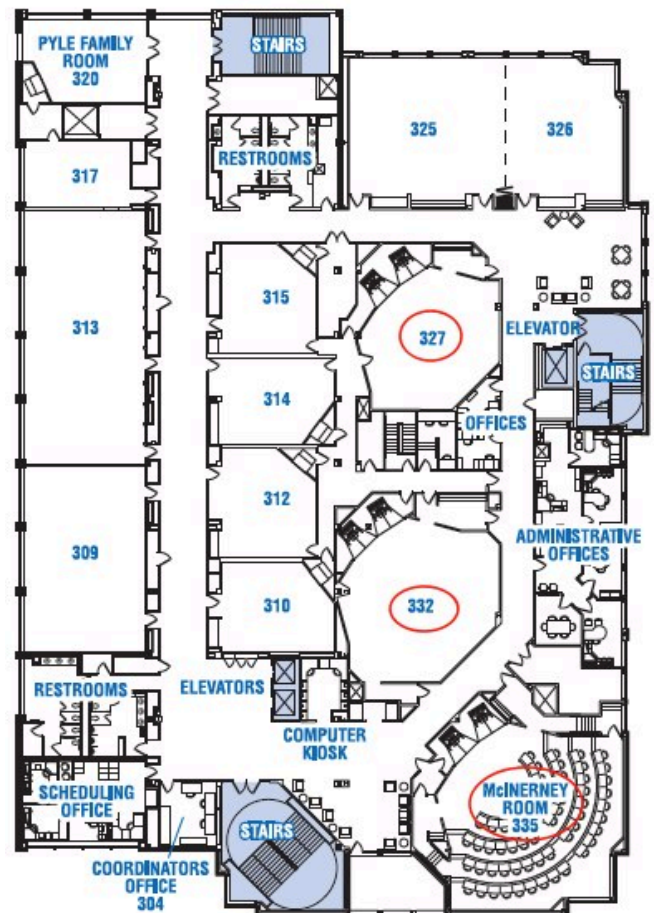 PYLE FAMILY
ROOM
320
STAIRS
325
326
RESTROOMS
317
315
313
327
ELEVATOR
STAIRS
314
OFFICES
312
309
ADMINISTRATIVE
OFFICES
310
332
RESTROOMS
ELEVATORS
COMPUTER
KIOSK
SCHEDULING
OFFICE
McINERNEY
ROOM
335
STAIRS
COORDINATORS
OFFICE
304